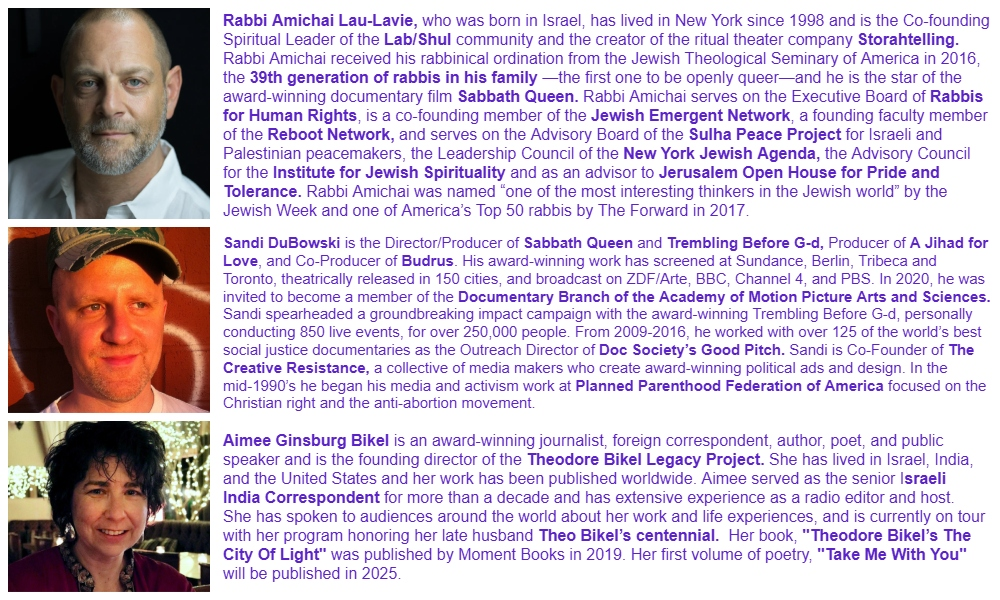 Rabbi Amichai Lau-Lavie, who was born in Israel, has lived in New York since 1998 and is the Co-founding
Spiritual Leader of the Lab/Shul community and the creator of the ritual theater company Storahtelling.
Rabbi Amichai received his rabbinical ordination from the Jewish Theological Seminary of America in 2016,
the 39th generation of rabbis in his family —the first one to be openly queer—and he is the star of the
award-winning documentary film Sabbath Queen. Rabbi Amichai serves on the Executive Board of Rabbis
for Human Rights, is a co-founding member of the Jewish Emergent Network, a founding faculty member
of the Reboot Network, and serves on the Advisory Board of the Sulha Peace Project for Israeli and
Palestinian peacemakers, the Leadership Council of the New York Jewish Agenda, the Advisory Council
for the Institute for Jewish Spirituality and as an advisor to Jerusalem Open House for Pride and
Tolerance. Rabbi Amichai was named “one of the most interesting thinkers in the Jewish world” by the
Jewish Week and one of America’s Top 50 rabbis by The Forward in 2017.
Sandi DuBowski is the Director/Producer of Sabbath Queen and Trembling Before G-d, Producer of A Jihad for
Love, and Co-Producer of Budrus. His award-winning work has screened at Sundance, Berlin, Tribeca and
Toronto, theatrically released in 150 cities, and broadcast on ZDF/Arte, BBC, Channel 4, and PBS. In 2020, he was
invited to become a member of the Documentary Branch of the Academy of Motion Picture Arts and Sciences.
Sandi spearheaded a groundbreaking impact campaign with the award-winning Trembling Before G-d, personally
conducting 850 live events, for over 250,000 people. From 2009-2016, he worked with over 125 of the world’s best
social justice documentaries as the Outreach Director of Doc Society’s Good Pitch. Sandi is Co-Founder of The
Creative Resistance, a collective of media makers who create award-winning political ads and design. In the
mid-1990’s he began his media and activism work at Planned Parenthood Federation of America focused on the
Christian right and the anti-abortion movement.
Aimee Ginsburg Bikel is an award-winning journalist, foreign correspondent, author, poet, and public
speaker and is the founding director of the Theodore Bikel Legacy Project. She has lived in Israel, India,
and the United States and her work has been published worldwide. Aimee served as the senior Israeli
India Correspondent for more than a decade and has extensive experience as a radio editor and host.
She has spoken to audiences around the world about her work and life experiences, and is currently on tour
with her program honoring her late husband Theo Bikel’s centennial. Her book, "Theodore Bikel’s The
City Of Light" was published by Moment Books in 2019. Her first volume of poetry, "Take Me With You"
will be published in 2025.